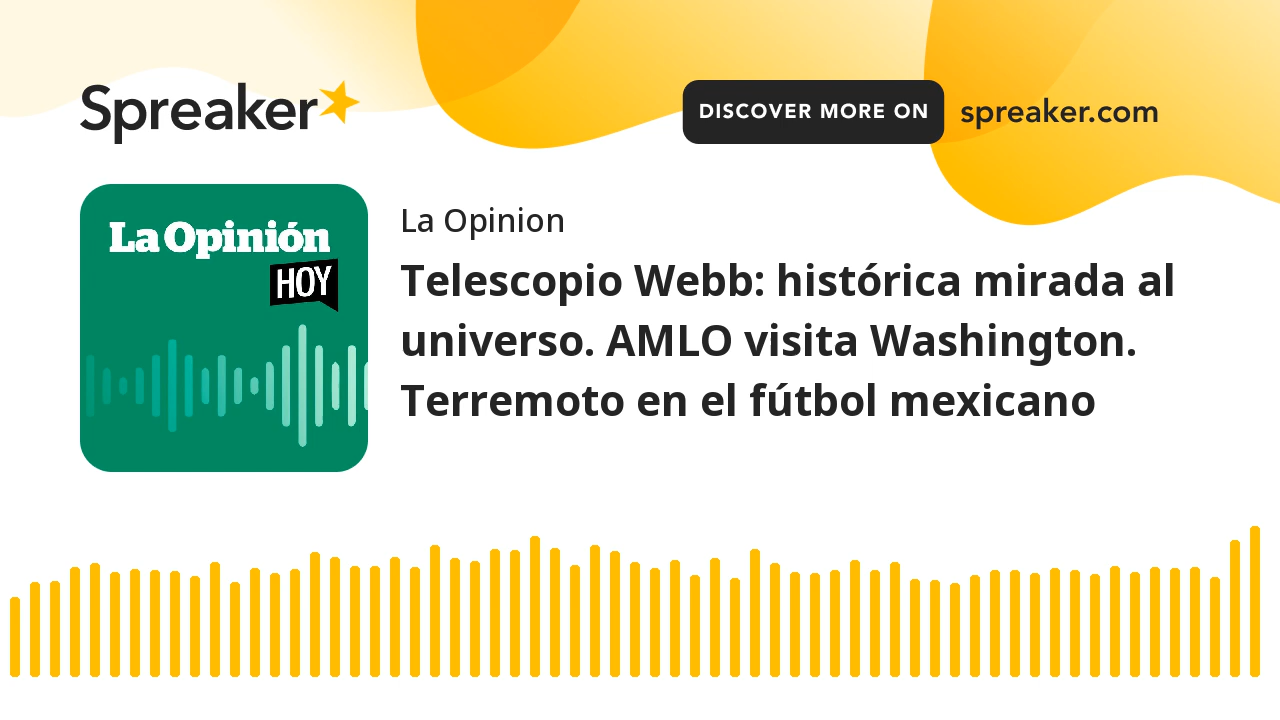 Spreaker
DISCOVER MORE ON
spreaker.com
La Opinión
HOY
La Opinion
Telescopio Webb: histórica mirada al
universo. AMLO visita Washington.
Terremoto en el fútbol mexicano